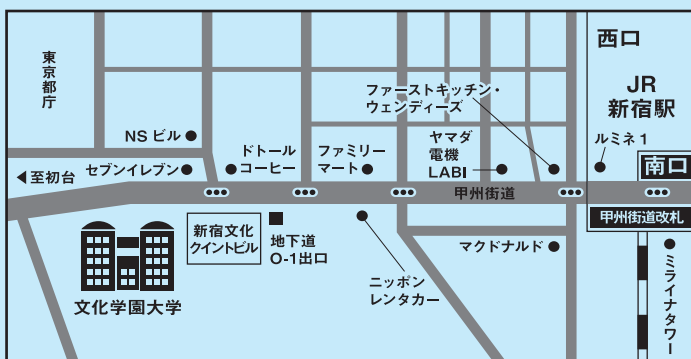 西口
JR
新宿駅
東京都庁
ファーストキッチン・
ウェンディーズ
NS ビル
ドトール
コーヒー
ファミリー
マート
ヤマダ
電機
LABI
ルミネ 1
南口
セブンイレブン
至初台
甲州街道
甲州街道改札
新宿文化
クイントビル
地下道
O-1出口
マクドナルド
ニッポン
レンタカー
ミライナタワー
文化学園大学